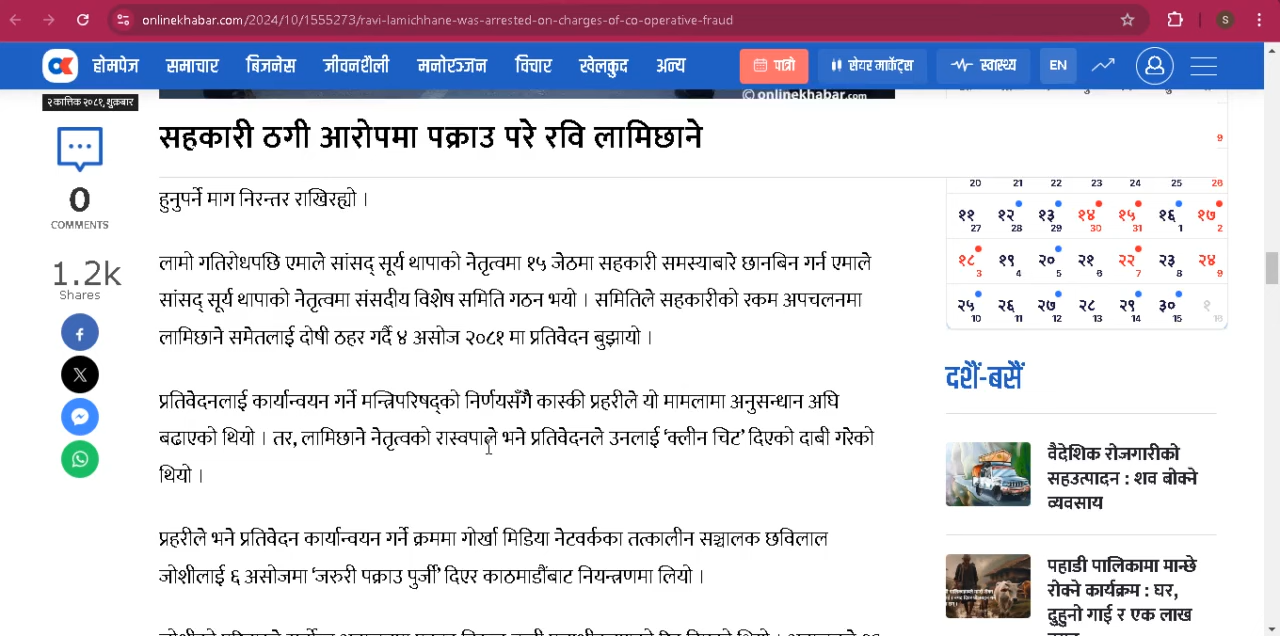 onlinekhabar.com/2024/10/1555273/ravi-lamichhane-was-arrested-on-charges-of-co-operative-fraud
S
होमपेज समाचार बिजनेस जीवनशैली मनोरञ्जन विचार खेलकुद अन्य पात्रो सेयर मार्केट्स स्वास्थ्य EN
२ कात्तिक २०८१, शुक्रबार
© onlinekhabar.com
सहकारी ठगी आरोपमा पक्राउ परे रवि लामिछाने
0
COMMENTS
1.2k
Shares
हुनुपर्ने माग निरन्तर राखिरह्यो ।
लामो गतिरोधपछि एमाले सांसद् सूर्य थापाको नेतृत्वमा १५ जेठमा सहकारी समस्याबारे छानबिन गर्न एमाले
सांसद् सूर्य थापाको नेतृत्वमा संसदीय विशेष समिति गठन भयो । समितिले सहकारीको रकम अपचलनमा
लामिछाने समेतलाई दोषी ठहर गर्दै ४ असोज २०८१ मा प्रतिवेदन बुझायो ।
प्रतिवेदनलाई कार्यान्वयन गर्ने मन्त्रिपरिषद्को निर्णयसँगै कास्की प्रहरीले यो मामलामा अनुसन्धान अघि
बढाएको थियो । तर, लामिछाने नेतृत्वको रास्वपाले भने प्रतिवेदनले उनलाई ‘क्लीन चिट’ दिएको दाबी गरेको
थियो ।
प्रहरीले भने प्रतिवेदन कार्यान्वयन गर्ने क्रममा गोर्खा मिडिया नेटवर्कका तत्कालीन सञ्चालक छविलाल
जोशीलाई ६ असोजमा ‘जरुरी पक्राउ पुर्जी’ दिएर काठमाडौंबाट नियन्त्रणमा लियो ।
9
20 21 22 23 24 25 26
११ १२ १३ १४ १५ १६ १७
27 28 29 30 31 1 2
१८ १९ २० २१ २२ २३ २४
3 4 5 6 7 8 9
२५ २६ २७ २८ २९ ३० १
10 11 12 13 14 15 16
दशैं-बसैं
वैदेशिक रोजगारीको
सहउत्पादन : शव बोक्ने
व्यवसाय
पहाडी पालिकामा मान्छे
रोक्ने कार्यक्रम : घर,
दुहुनो गाई र एक लाख